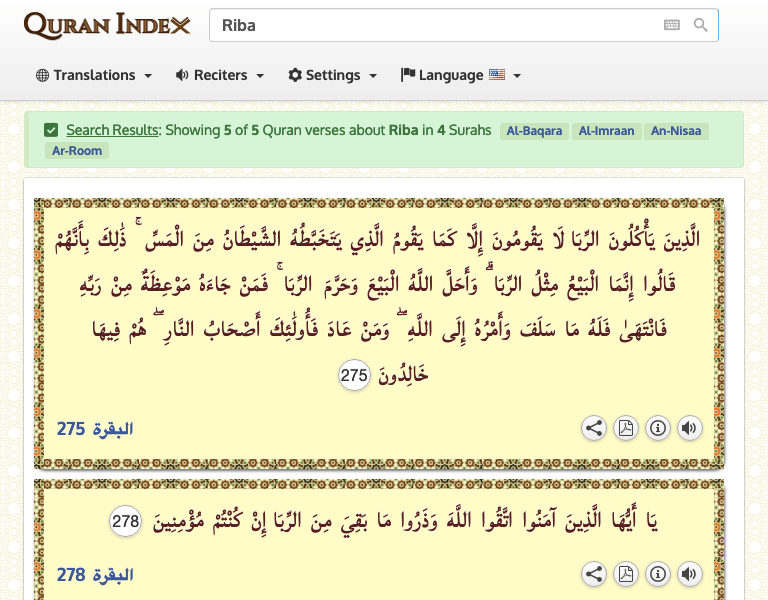 QURAN INDEX
Riba
Translations
Reciters
Settings
Language
Search Results: Showing 5 of 5 Quran verses about Riba in 4 Surahs Al-Baqara Al-Imraan An-Nisaa
Ar-Room
الَّذِينَ يَأْكُلُونَ الرِّبَا لَا يَقُومُونَ إِلَّا كَمَا يَقُومُ الَّذِي يَتَخَبَّطُهُ الشَّيْطَانُ مِنَ الْمَسِّ ۚ ذَٰلِكَ بِأَنَّهُمْ
قَالُوا إِنَّمَا الْبَيْعُ مِثْلُ الرِّبَا ۗ وَأَحَلَّ اللَّهُ الْبَيْعَ وَحَرَّمَ الرِّبَا ۚ فَمَنْ جَاءَهُ مَوْعِظَةٌ مِنْ رَبِّهِ
فَانْتَهَىٰ فَلَهُ مَا سَلَفَ وَأَمْرُهُ إِلَى اللَّهِ ۖ وَمَنْ عَادَ فَأُولَٰئِكَ أَصْحَابُ النَّارِ ۖ هُمْ فِيهَا
خَالِدُونَ 275
البقرة 275
يَا أَيُّهَا الَّذِينَ آمَنُوا اتَّقُوا اللَّهَ وَذَرُوا مَا بَقِيَ مِنَ الرِّبَا إِنْ كُنْتُمْ مُؤْمِنِينَ 278
البقرة 278